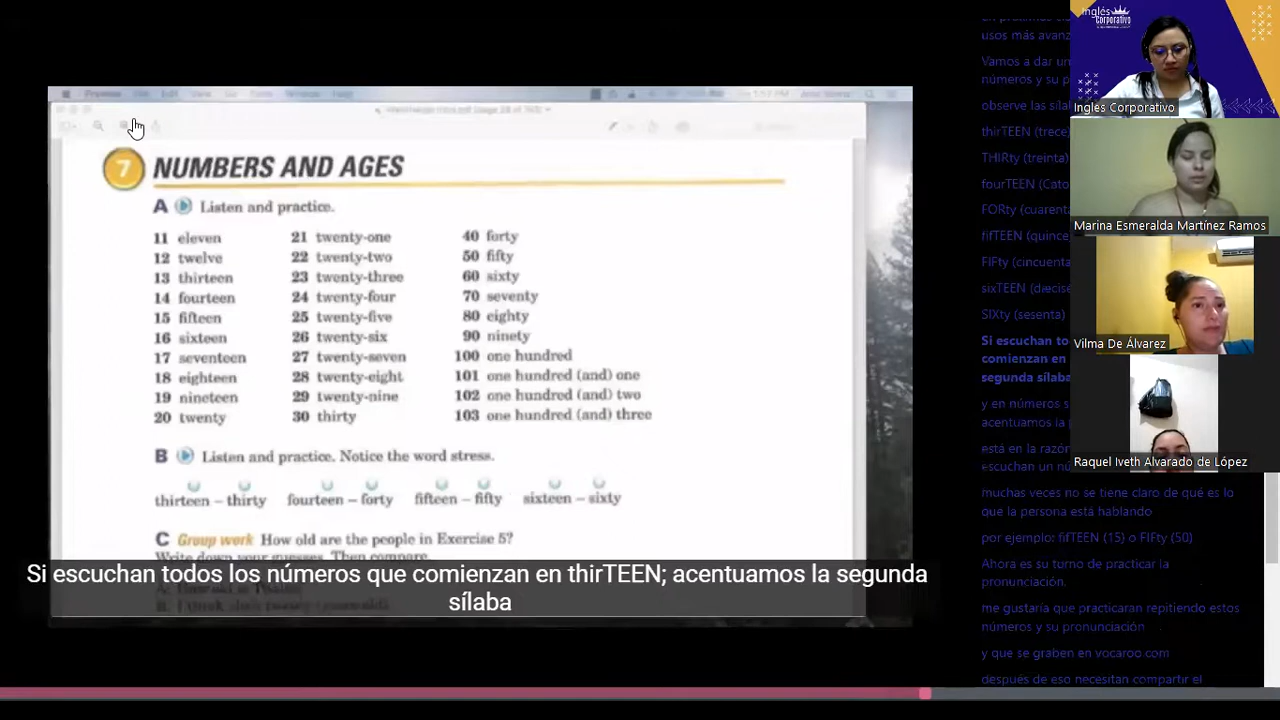 7 NUMBERS AND AGES
A Listen and practice.
11 eleven
12 twelve
13 thirteen
14 fourteen
15 fifteen
16 sixteen
17 seventeen
18 eighteen
19 nineteen
20 twenty
21 twenty-one
22 twenty-two
23 twenty-three
24 twenty-four
25 twenty-five
26 twenty-six
27 twenty-seven
28 twenty-eight
29 twenty-nine
30 thirty
40 forty
50 fifty
60 sixty
70 seventy
80 eighty
90 ninety
100 one hundred
101 one hundred (and) one
102 one hundred (and) two
103 one hundred (and) three
B Listen and practice. Notice the word stress.
thirteen – thirty fourteen – forty fifteen – fifty sixteen – sixty
C Group work How old are the people in Exercise 5?
Write down your guesses. Then compare.
Si escuchan todos los números que comienzan en thirTEEN; acentuamos la segunda
sílaba
usos más
Vamos a dar
números y su
observe las
thirTEEN (trece)
THIRty (treinta)
fourTEEN
FORty
fifTEEN
FIFty
sixTEEN
SIXty (sesenta)
Si escuchan
comienzan en
segunda sílaba
y en números
acentuamos la
está en la razón
escuchan un
muchas veces no se tiene claro de qué es lo
que la persona está hablando
por ejemplo: fifTEEN (15) o FIFty (50)
Ahora es su turno de practicar la
pronunciación.
me gustaría que practicaran repitiendo estos
números y su pronunciación
y que se graben en vocaroo com
después de eso necesitan compartir el
Inglés
Corporativo
Ingles Corporativo
Marina Esmeralda Martínez Ramos
Vilma De Álvarez
Raquel Iveth Alvarado de López